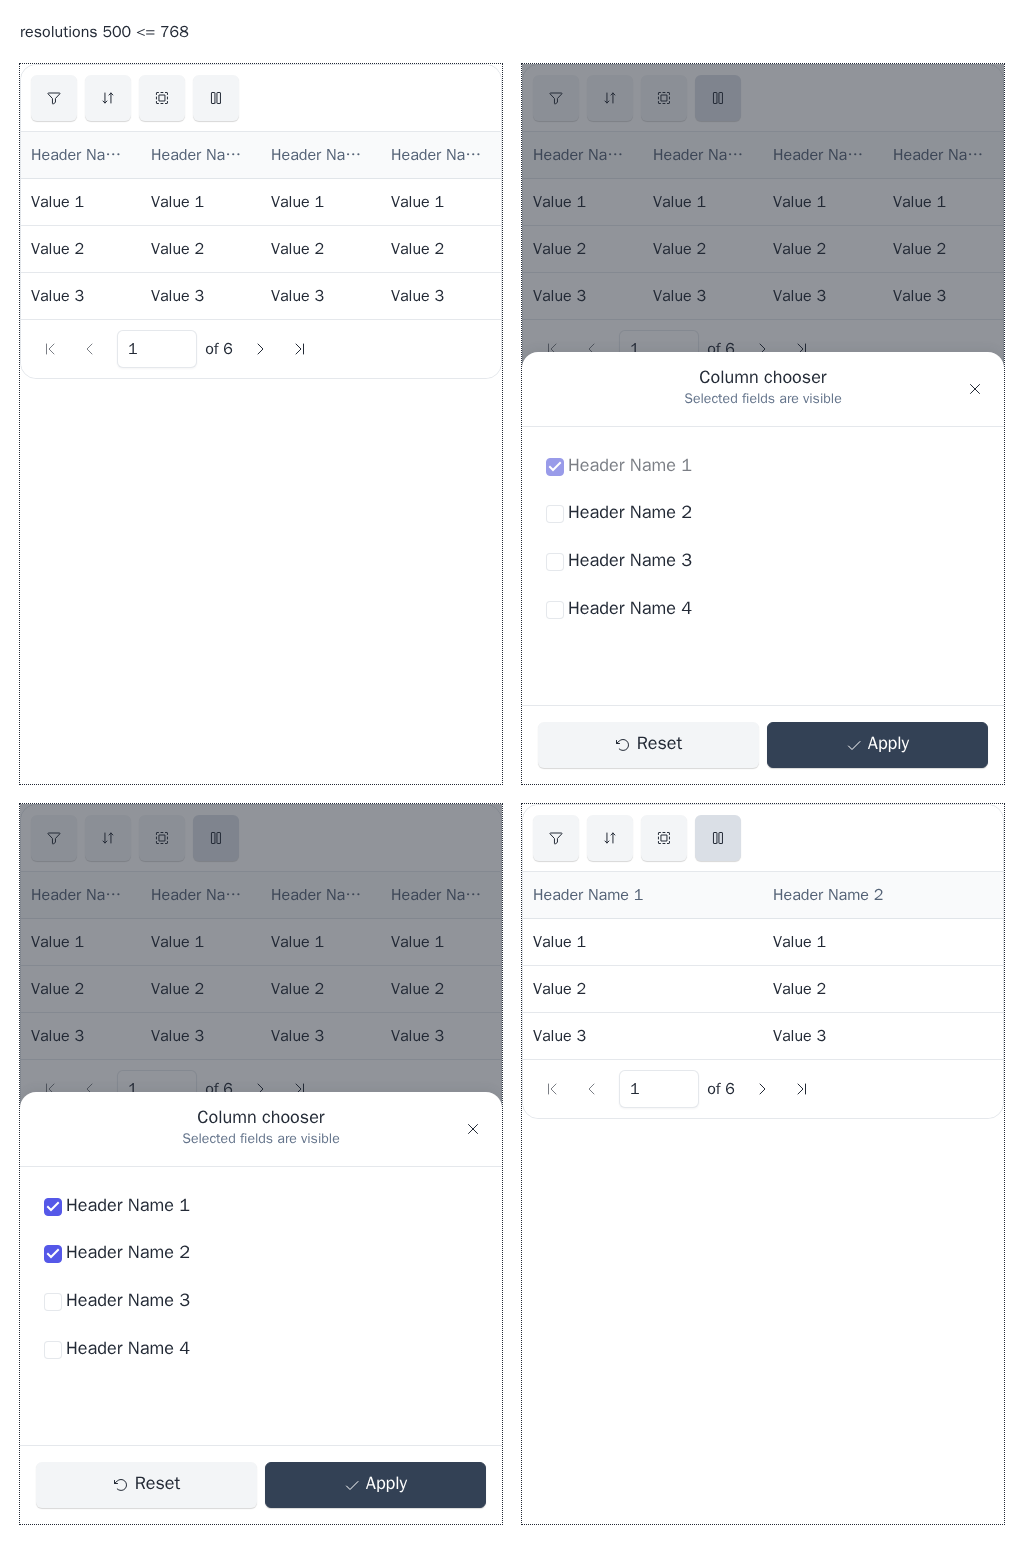 resolutions 500 <= 768
Header Na··· Header Na··· Header Na··· Header Na···
Value 1 Value 1 Value 1 Value 1
Value 2 Value 2 Value 2 Value 2
Value 3 Value 3 Value 3 Value 3
1 of 6
Header Na··· Header Na··· Header Na··· Header Na···
Value 1 Value 1 Value 1 Value 1
Value 2 Value 2 Value 2 Value 2
Value 3 Value 3 Value 3 Value 3
1 of 6
Column chooser
Selected fields are visible
Header Name 1
Header Name 2
Header Name 3
Header Name 4
Reset Apply
Header Na··· Header Na··· Header Na··· Header Na···
Value 1 Value 1 Value 1 Value 1
Value 2 Value 2 Value 2 Value 2
Value 3 Value 3 Value 3 Value 3
1 of 6
Column chooser
Selected fields are visible
Header Name 1
Header Name 2
Header Name 3
Header Name 4
Reset Apply
Header Name 1 Header Name 2
Value 1 Value 1
Value 2 Value 2
Value 3 Value 3
1 of 6